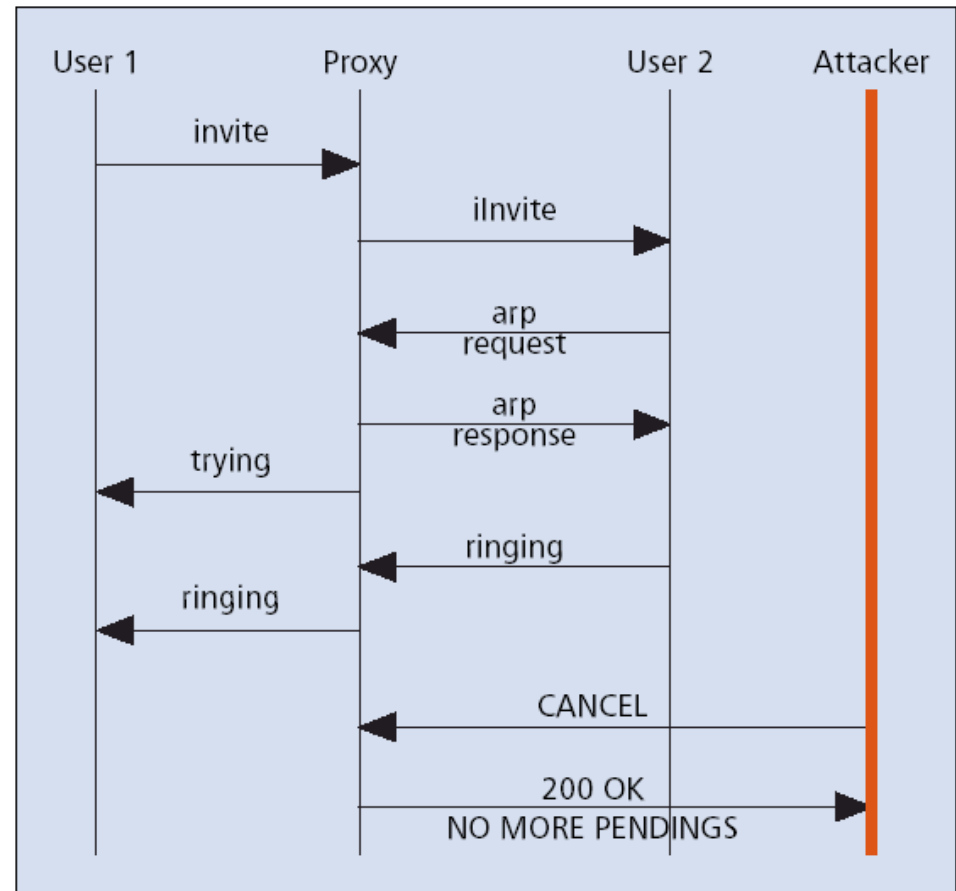 User 1 Proxy User 2 Attacker
invite
iInvite
arp
request
arp
response
trying
ringing
ringing
CANCEL
200 OK
NO MORE PENDINGS